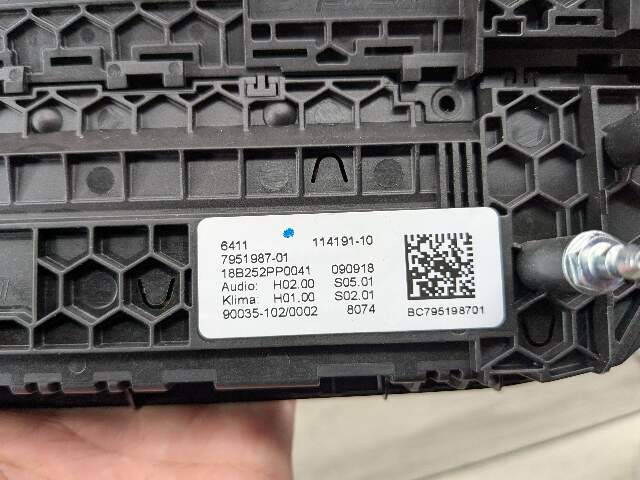 6411 114191-10
7951987-01
18B252PP0041 090918
Audio: H02.00 S05.01
Klima: H01.00 S02.01
90035-102/0002 8074
BC795198701